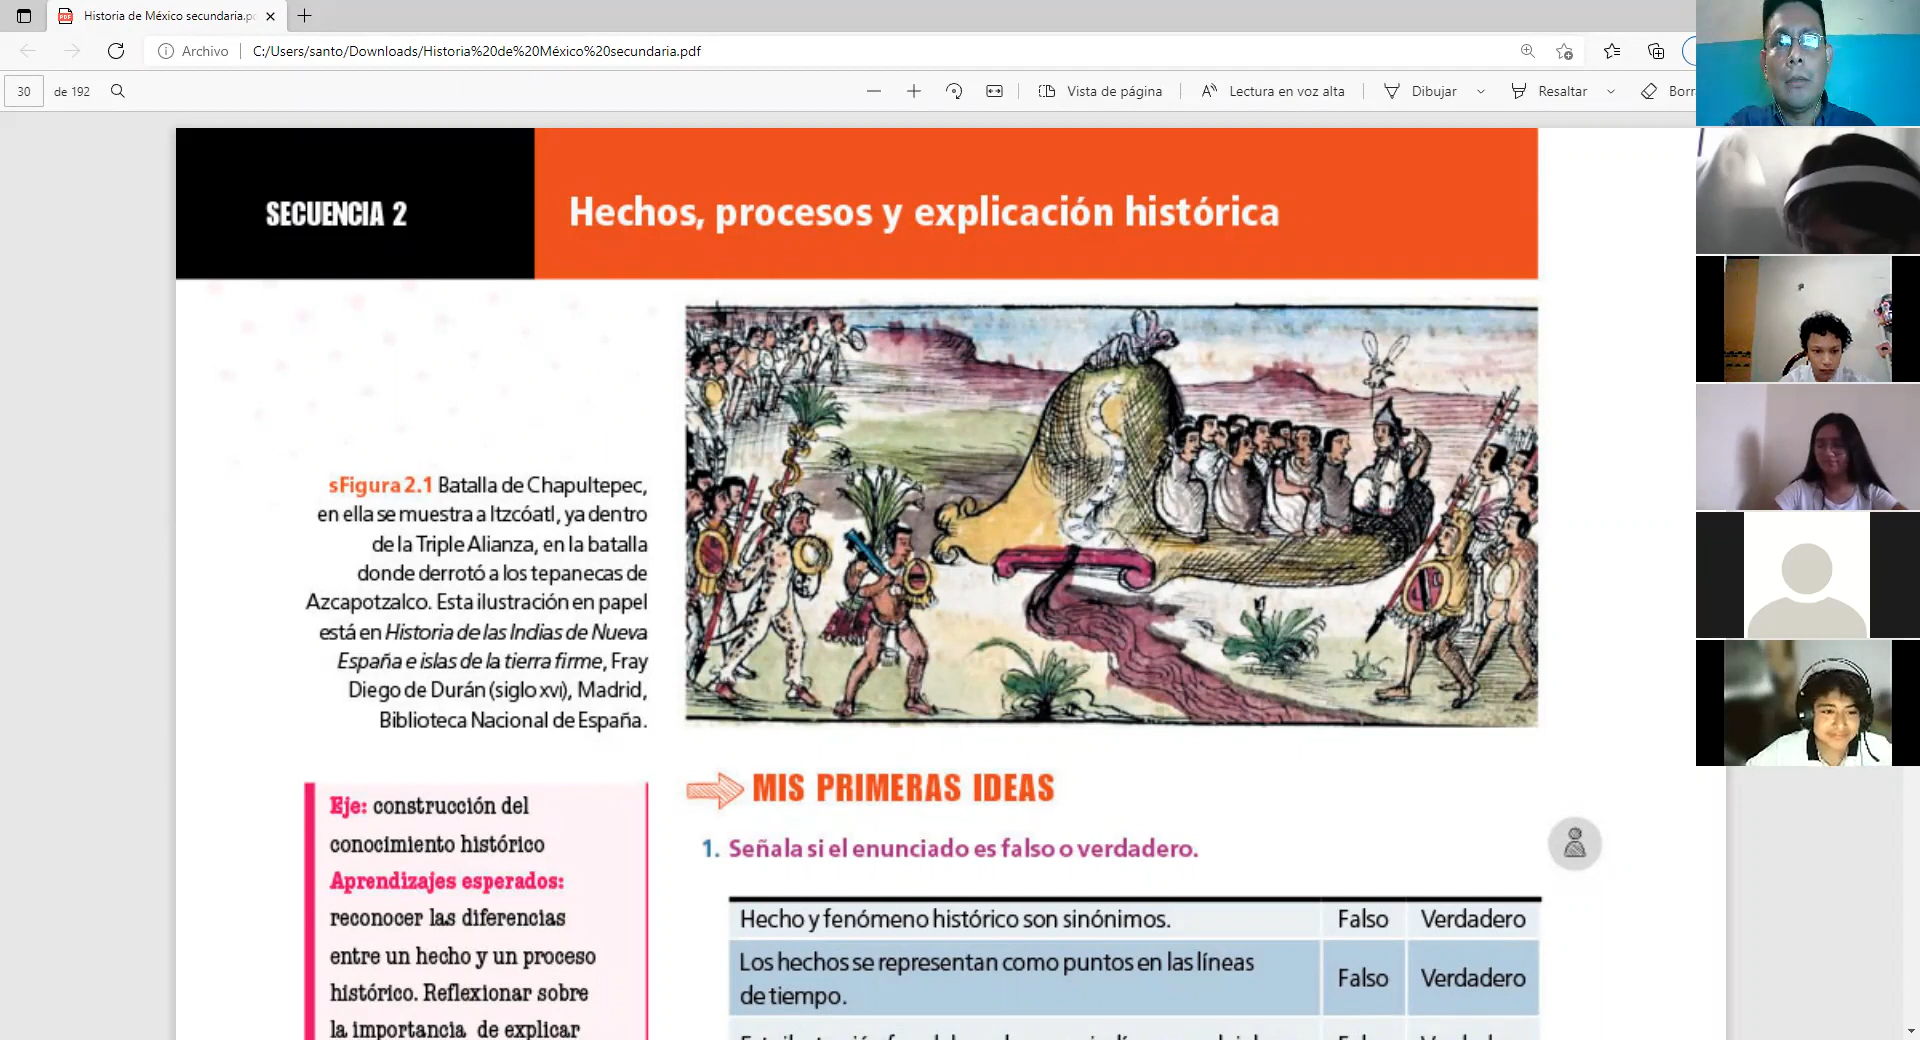 Historia de México secundaria.p
Archivo
C:/Users/santo/Downloads/Historia%20de%20México%20secundaria.pdf
30
de 192
Vista de página
Lectura en voz alta
Dibujar
Resaltar
SECUENCIA 2
Hechos, procesos y explicación histórica
sFigura 2.1 Batalla de Chapultepec,
en ella se muestra a Itzcóatl, ya dentro
de la Triple Alianza, en la batalla
donde derrotó a los tepanecas de
Azcapotzalco. Esta ilustración en papel
está en Historia de las Indias de Nueva
España e islas de la tierra firme, Fray
Diego de Durán (siglo XVI), Madrid,
Biblioteca Nacional de España.
Eje: construcción del
conocimiento histórico
Aprendizajes esperados:
reconocer las diferencias
entre un hecho y un proceso
histórico. Reflexionar sobre
la importancia de explicar
MIS PRIMERAS IDEAS
1. Señala si el enunciado es falso o verdadero.
Hecho y fenómeno histórico son sinónimos. Falso Verdadero
Los hechos se representan como puntos en las líneas
de tiempo. Falso Verdadero